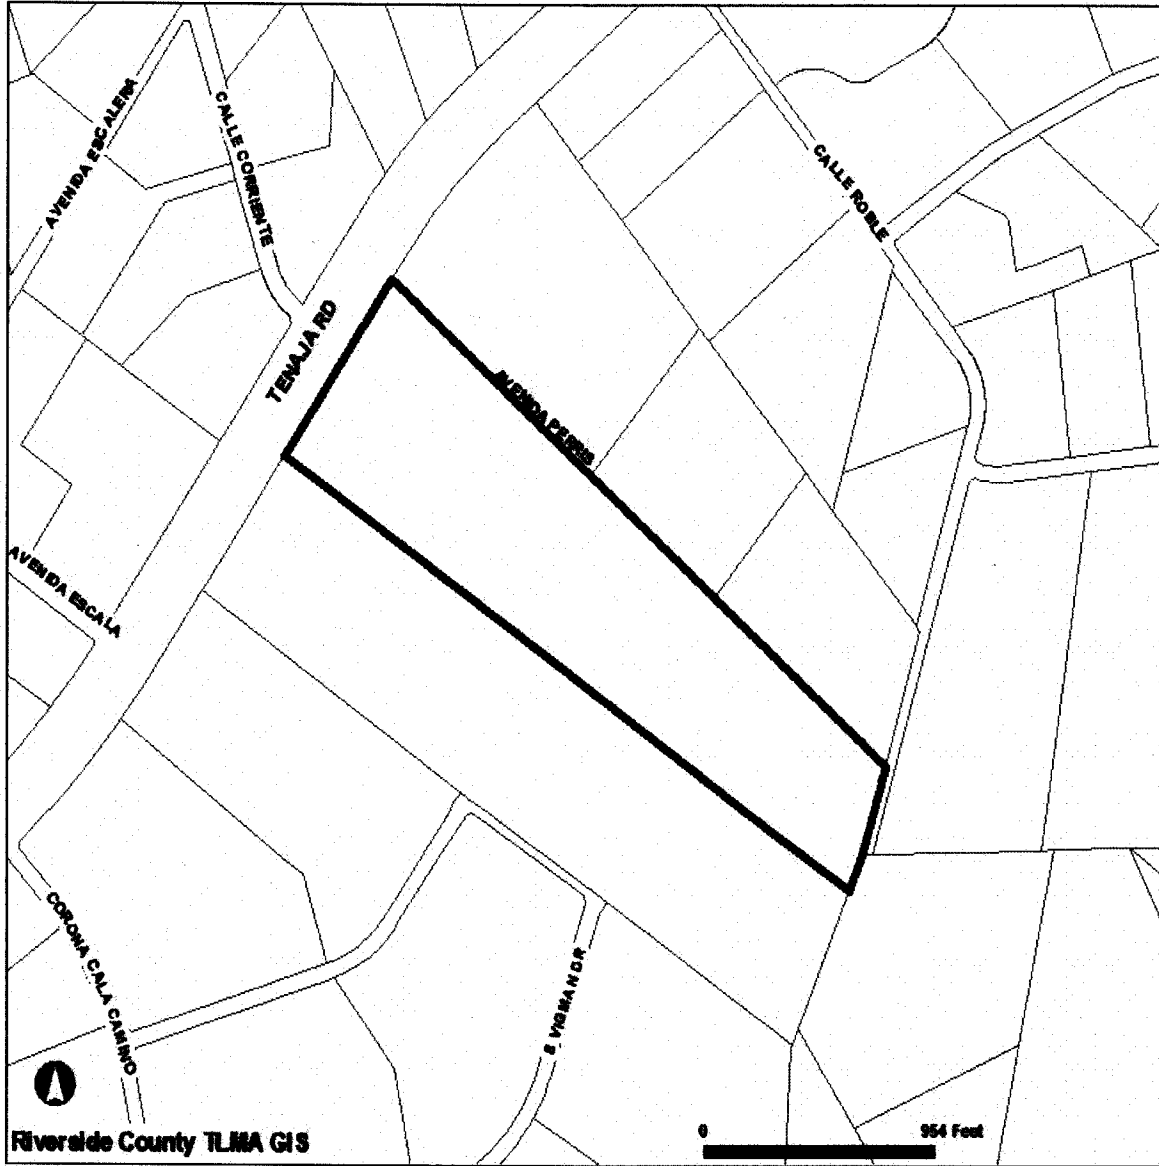 AVENIDA ESCALERA
CALLE CORRIENTE
CALLE ROBLE
TENAJA RD
AVENIDA PERRIS
AVENIDA ESCALA
CORONA CALA CAMINO
S VIGMAN DR
Riverside County TLMA GIS
0 954 Feet